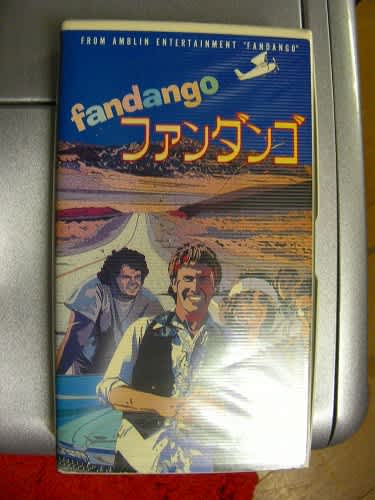 FROM AMBLIN ENTERTAINMENT "FANDANGO"
fandango
ファンダンゴ